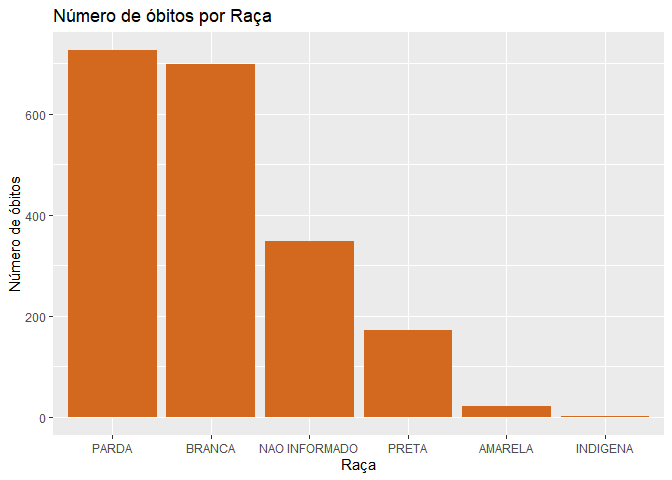 Número de óbitos por Raça
Número de óbitos
600
400
200
0
PARDA BRANCA NAO INFORMADO PRETA AMARELA INDIGENA
Raça